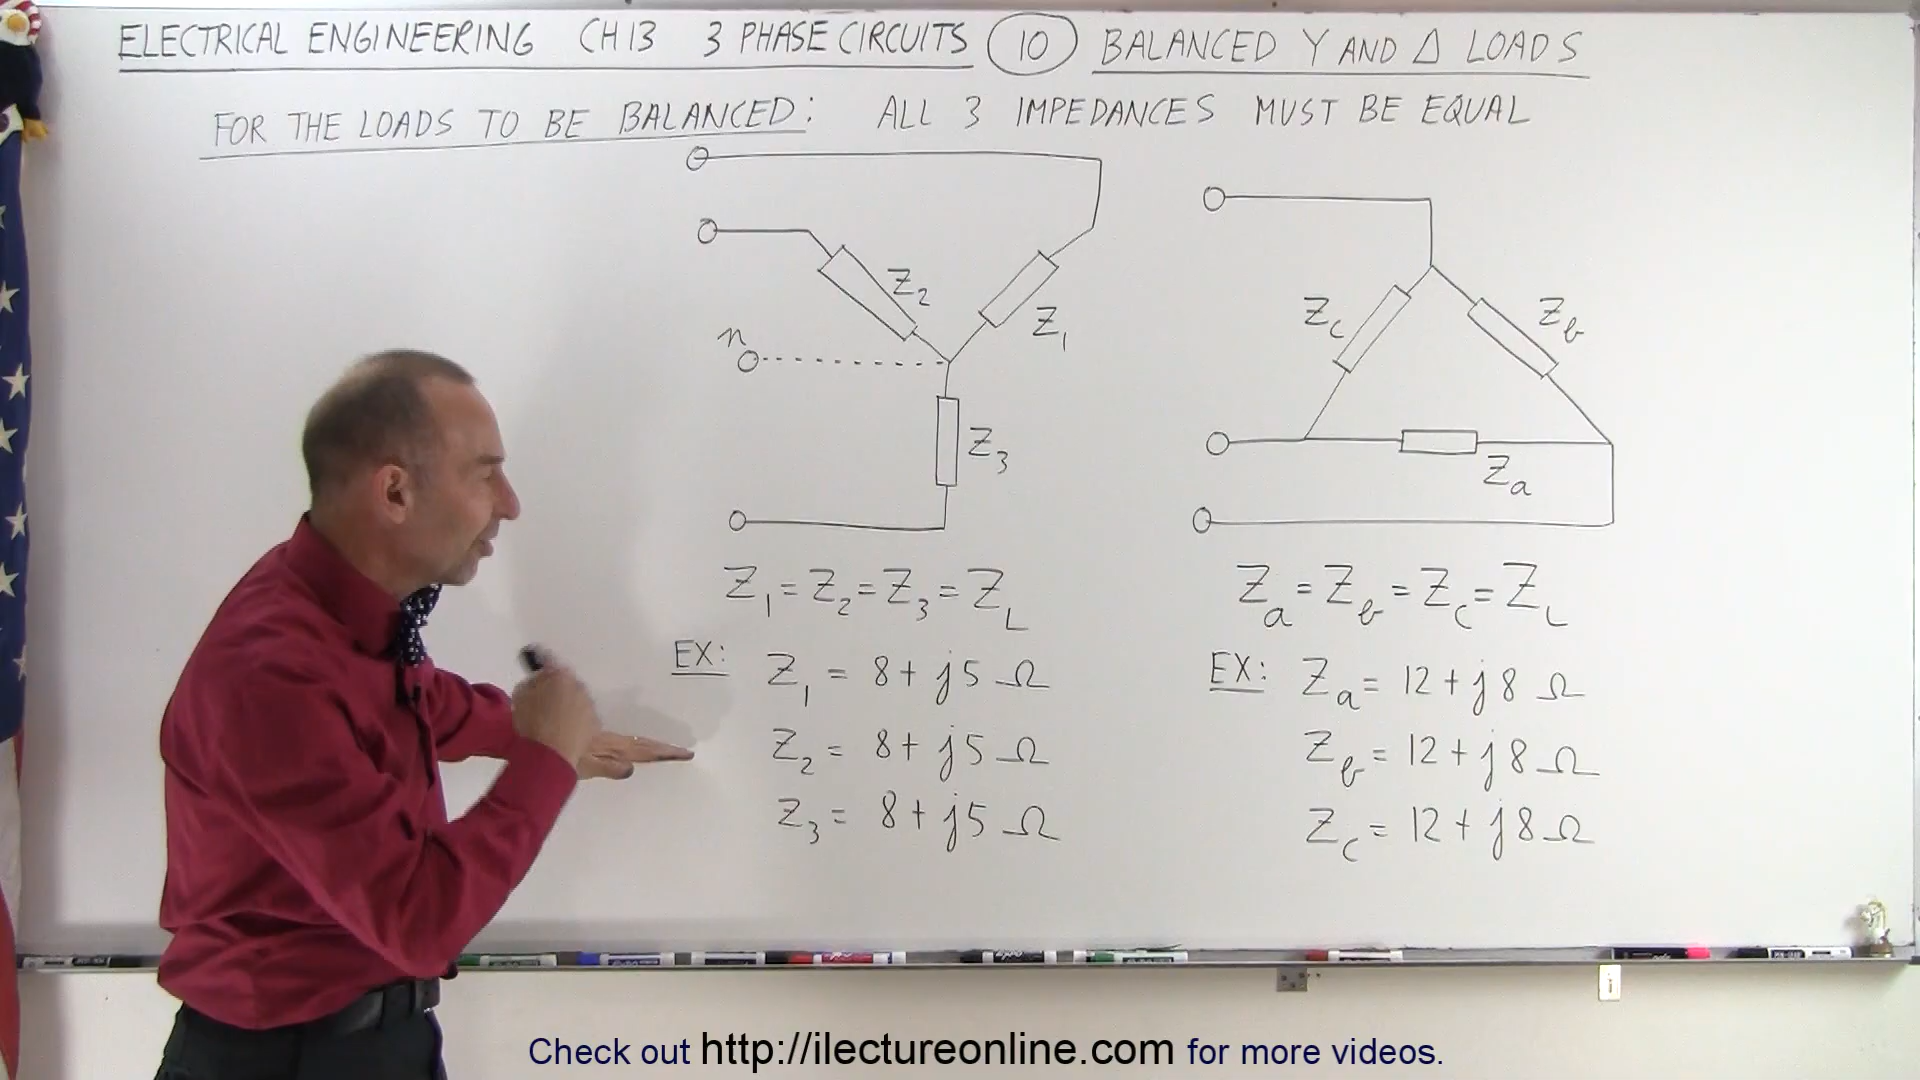 ELECTRICAL ENGINEERING CH 13 3 PHASE CIRCUITS 10 BALANCED Y AND Δ LOADS
FOR THE LOADS TO BE BALANCED: ALL 3 IMPEDANCES MUST BE EQUAL
Z2
Z1
n
Z3
Zc
Zb
Za
Z1 = Z2 = Z3 = ZL
EX: Z1 = 8 + j5 Ω
Z2 = 8 + j5 Ω
Z3 = 8 + j5 Ω
Za = Zb = Zc = ZL
EX: Za = 12 + j8 Ω
Zb = 12 + j8 Ω
Zc = 12 + j8 Ω
Check out http://ilectureonline.com for more videos.